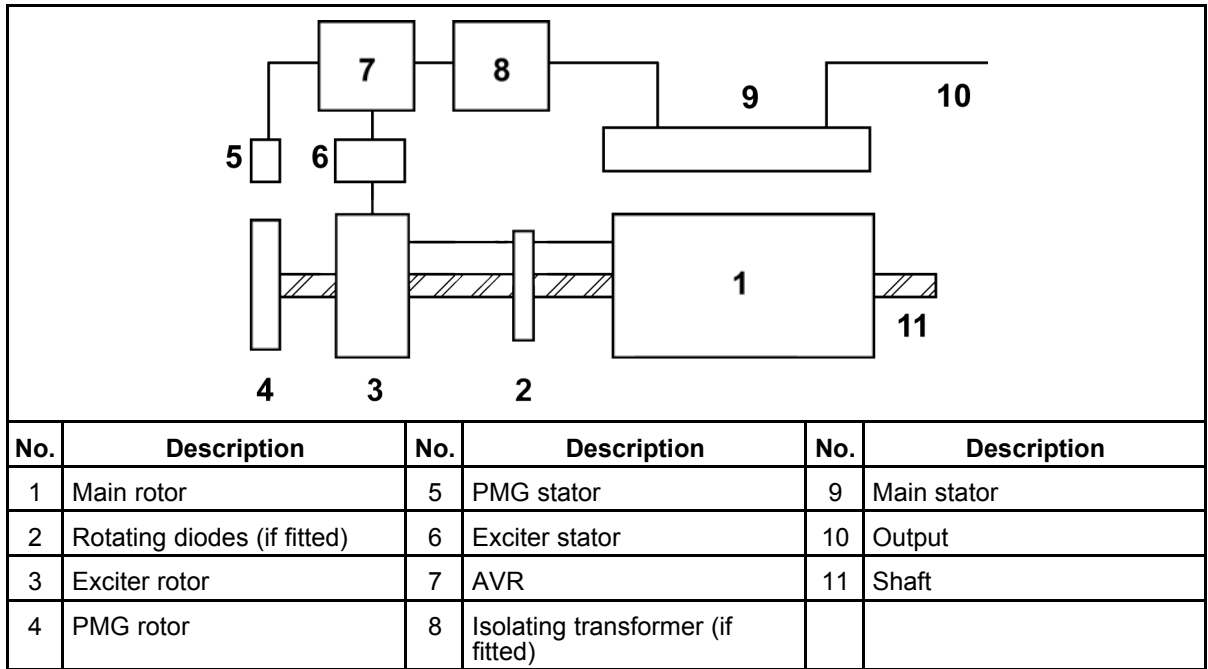 7 8 9 10
5 6
1
11
4 3 2
No. Description No. Description No. Description
1 Main rotor 5 PMG stator 9 Main stator
2 Rotating diodes (if fitted) 6 Exciter stator 10 Output
3 Exciter rotor 7 AVR 11 Shaft
4 PMG rotor 8 Isolating transformer (if
fitted)